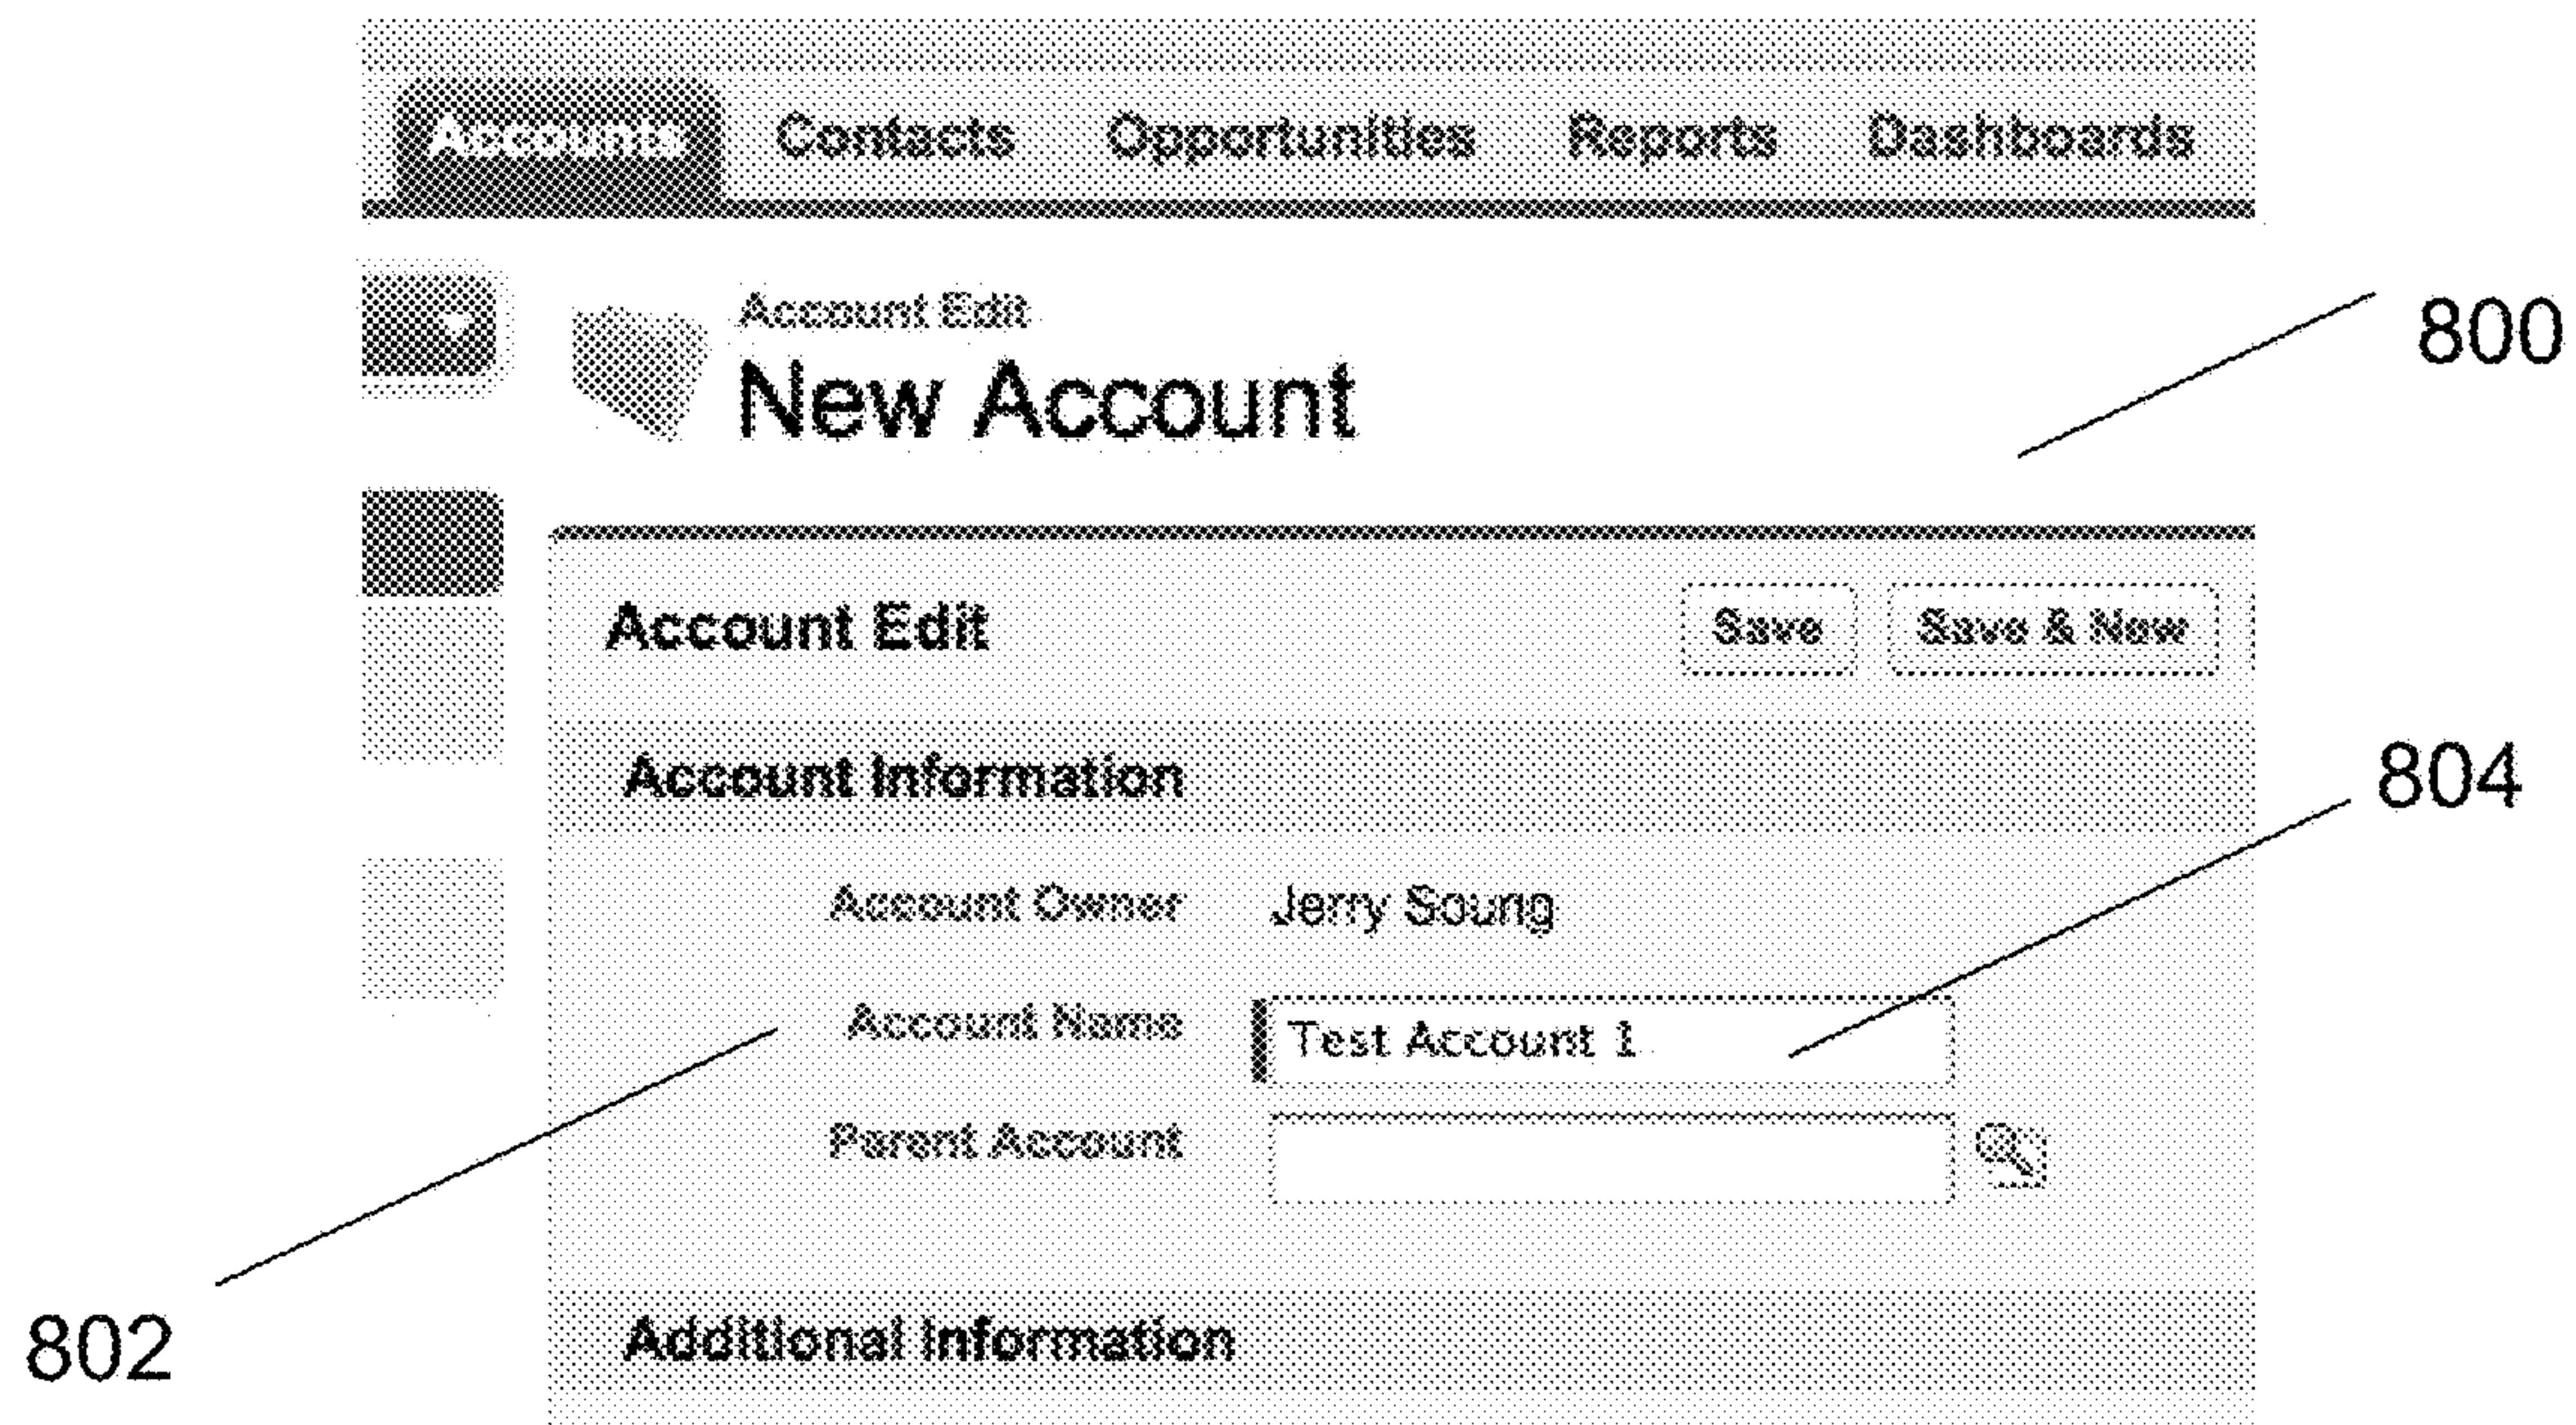 Accounts Contacts Opportunities Reports Dashboards
Account Edit
New Account
800
Account Edit Save Save & New
Account Information
804
Account Owner Jerry Soung
Account Name Test Account 1
Parent Account
802
Additional Information